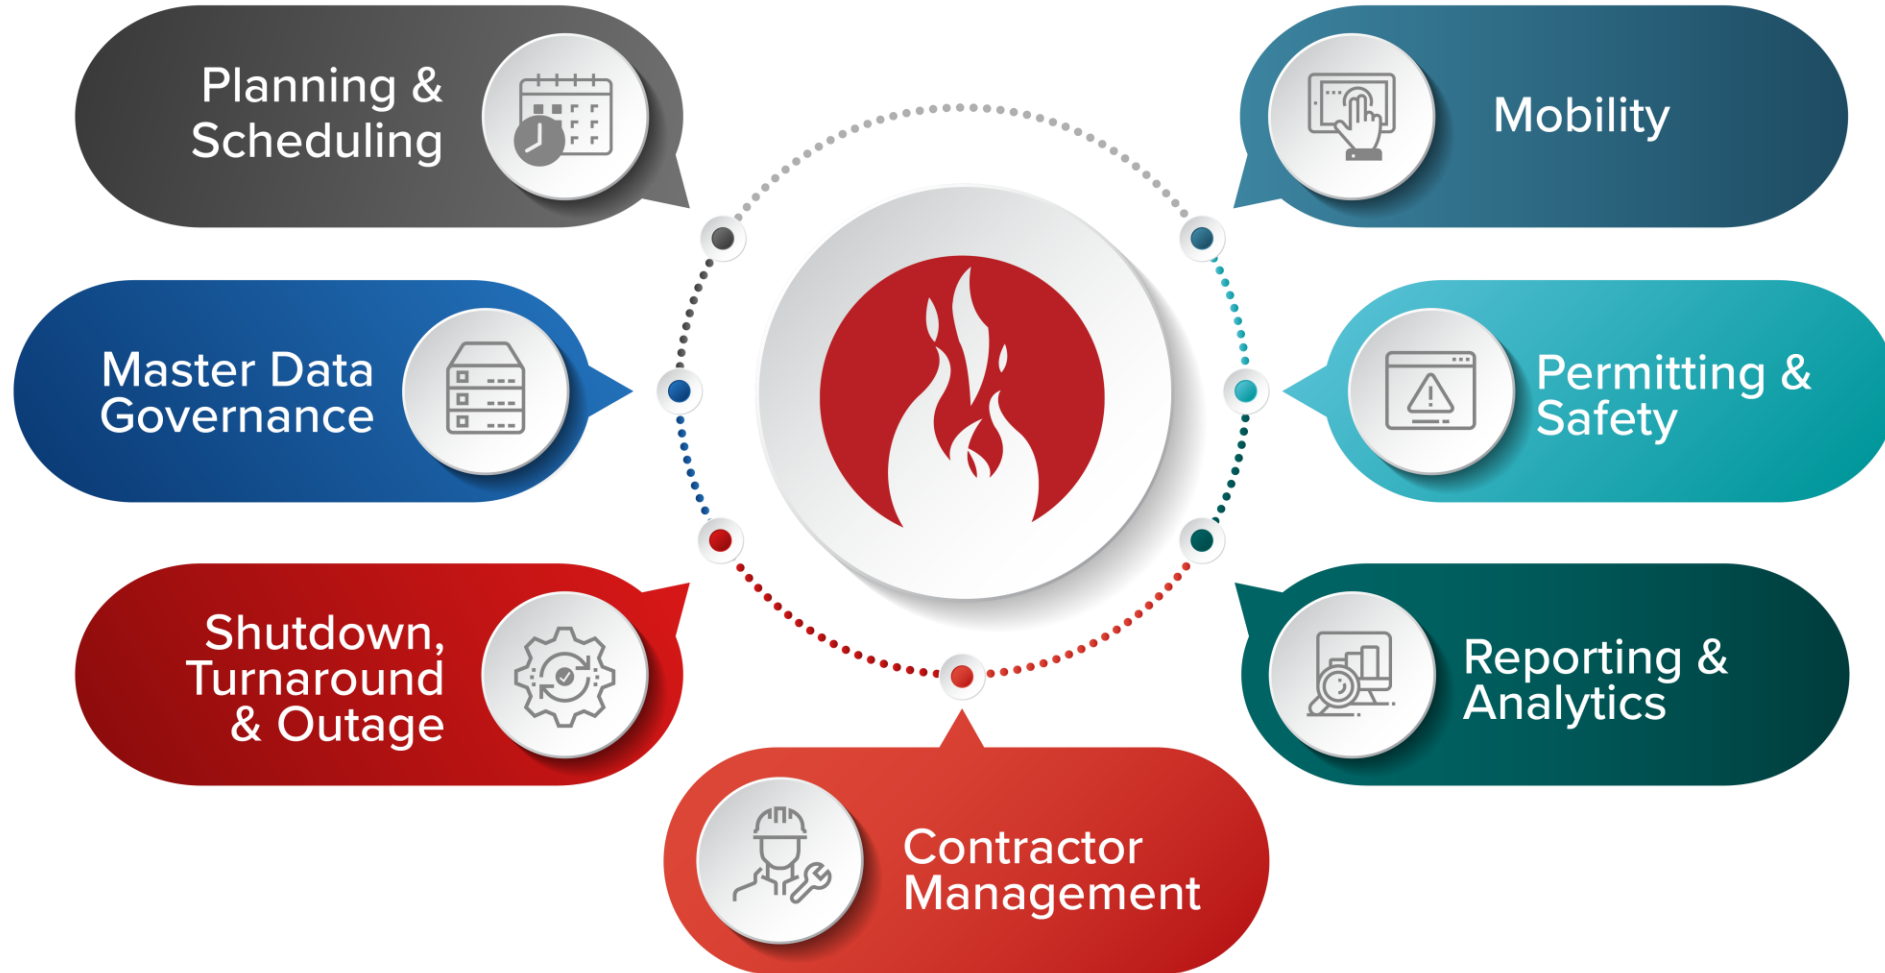 Planning &
Scheduling
Mobility
Master Data
Governance
Permitting &
Safety
Shutdown,
Turnaround
& Outage
Reporting &
Analytics
Contractor
Management